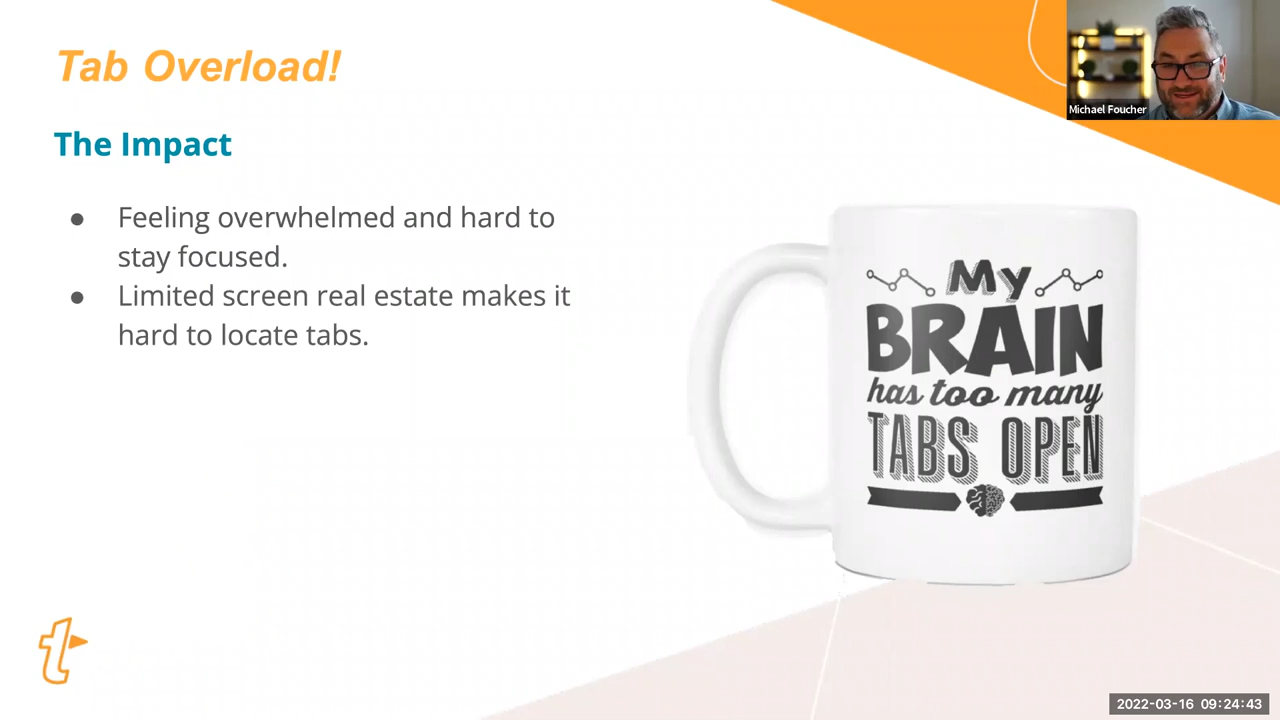 Tab Overload!
The Impact
● Feeling overwhelmed and hard to
stay focused.
● Limited screen real estate makes it
hard to locate tabs.
My
BRAIN
has too many
TABS OPEN
Michael Foucher
t
2022-03-16 09:24:43